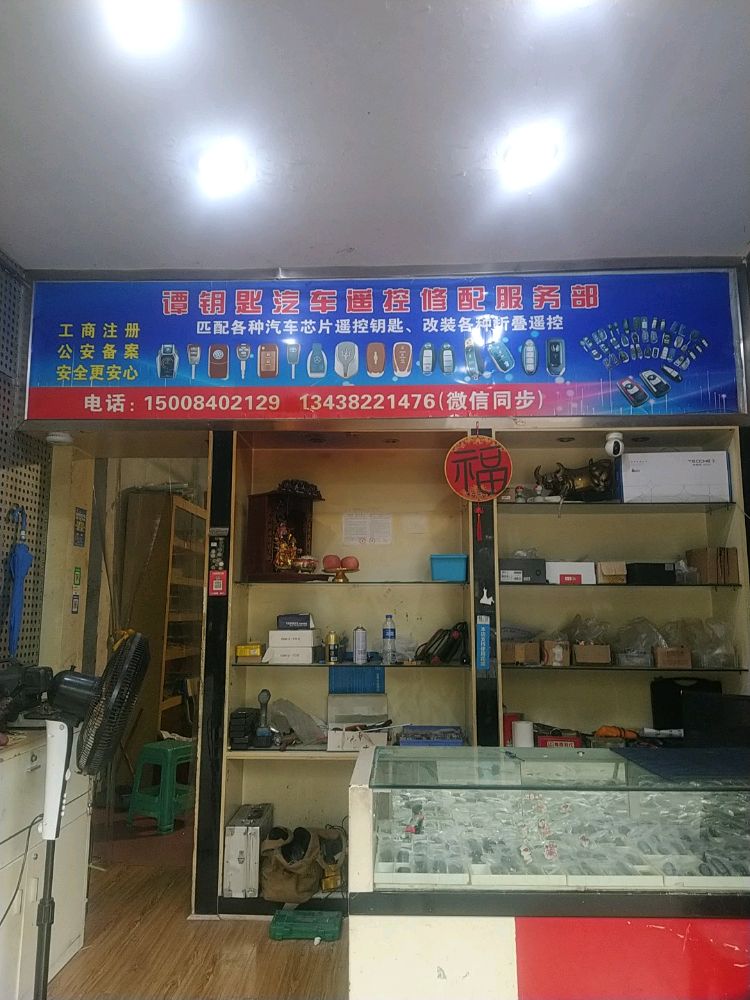 谭钥匙汽车遥控修配服务部
匹配各种汽车芯片遥控钥匙、改装各种折叠遥控
工商注册
公安备案
安全更安心
电话：15008402129 13438221476(微信同步)
福